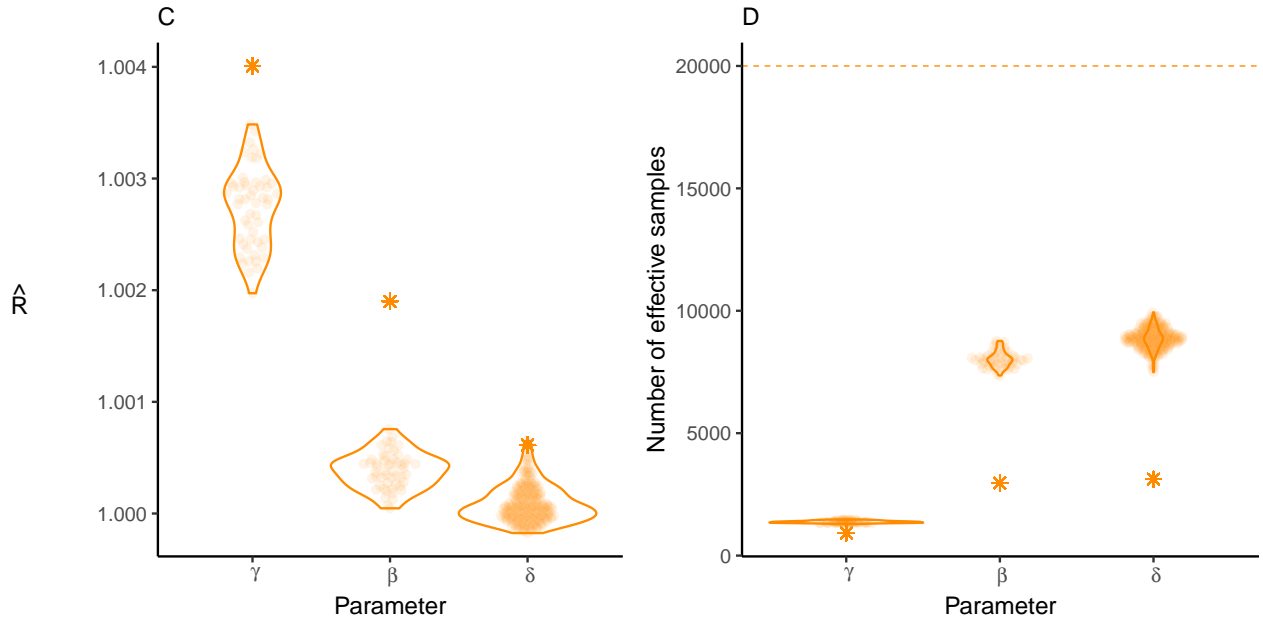 C
1.004
1.003
1.002
1.001
1.000
R̂
γ
β
δ
Parameter
D
20000
15000
10000
5000
0
Number of effective samples
γ
β
δ
Parameter